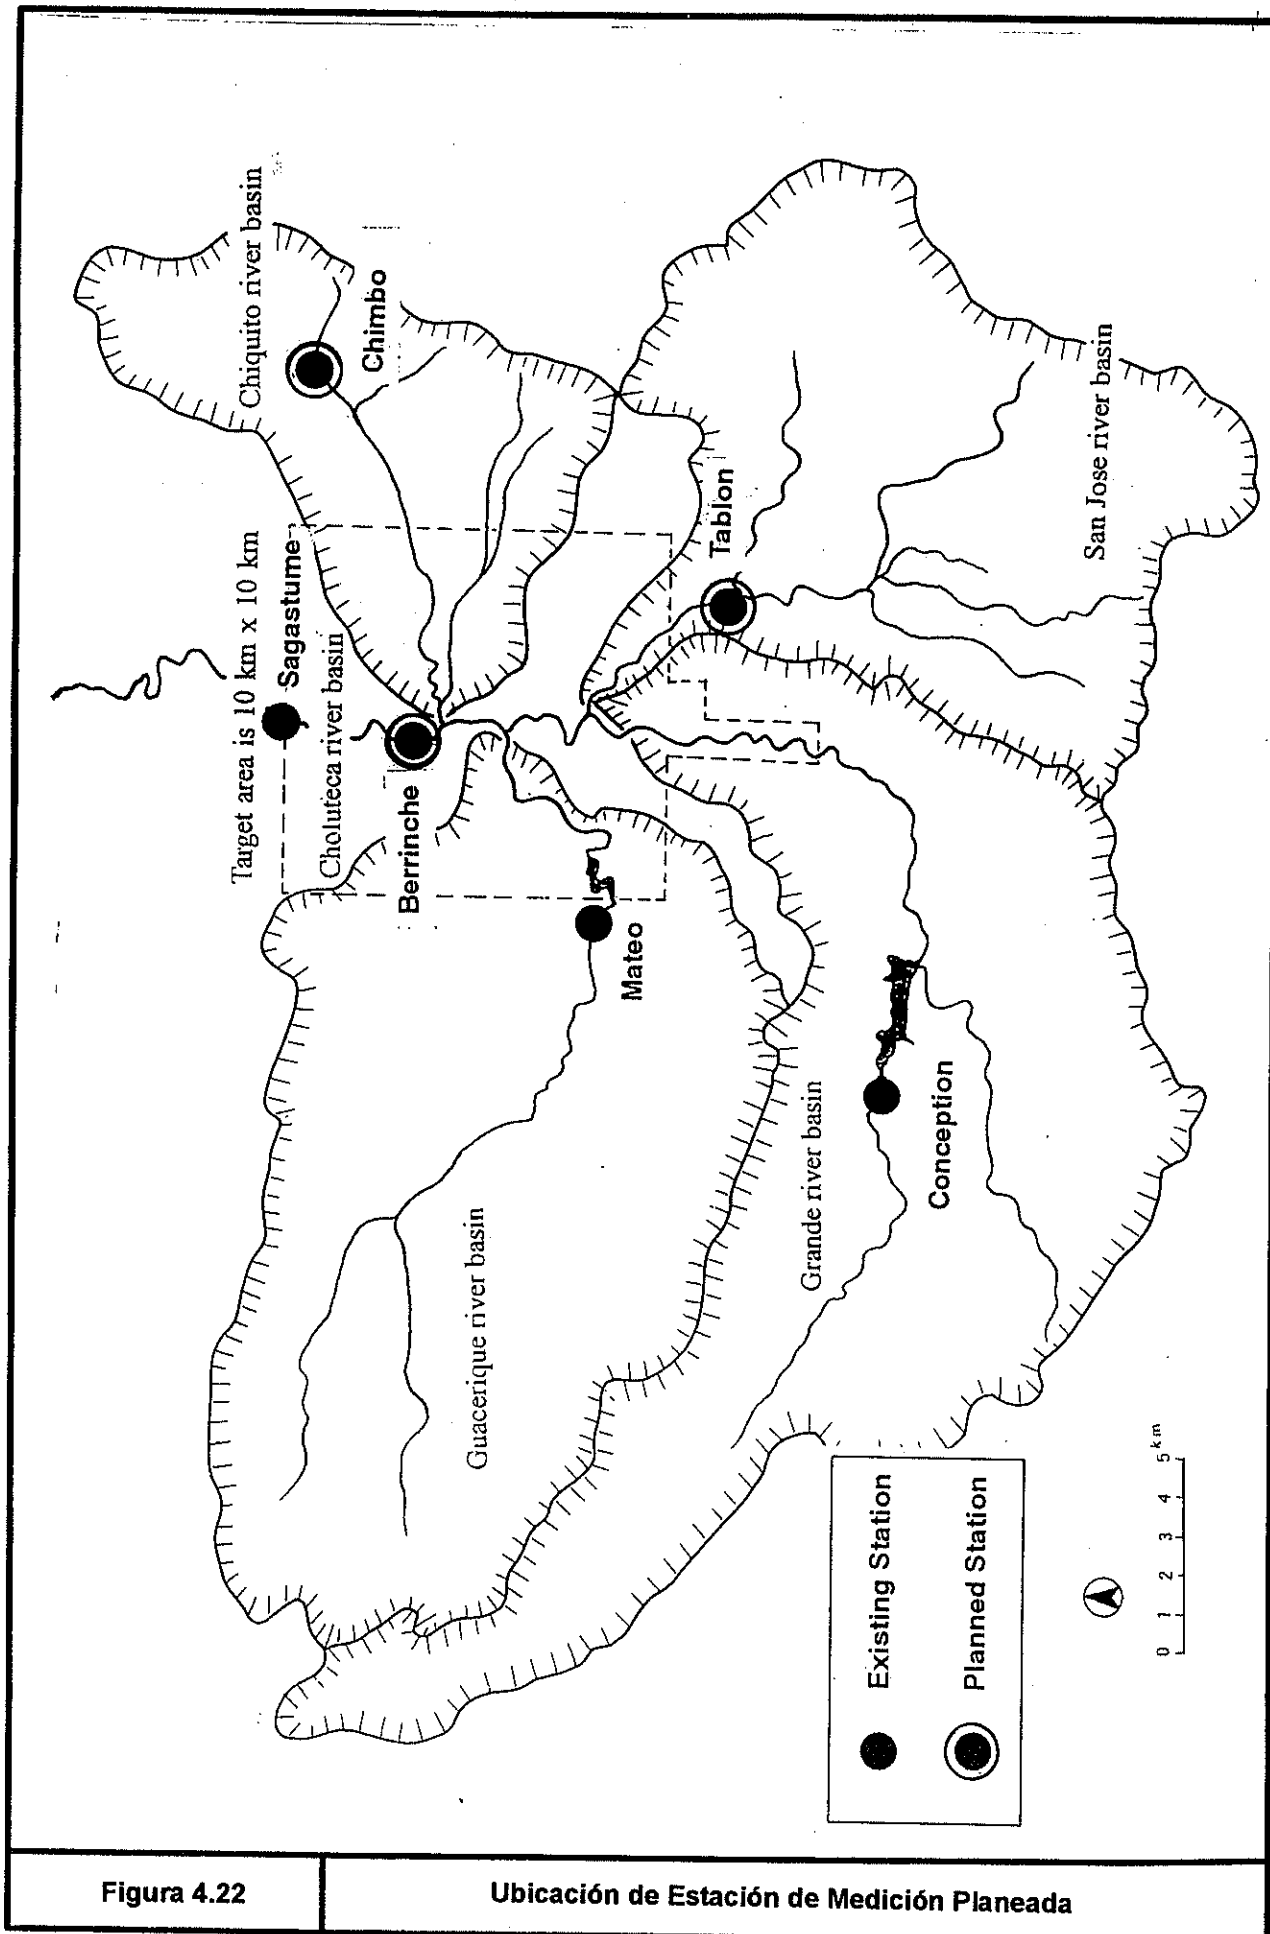 Target area is 10 km x 10 km
Sagastume
Chiquito river basin
Chimbo
Choluteca river basin
Berrinche
Mateo
Tablon
Guacerique river basin
Grande river basin
Conception
San Jose river basin
Existing Station
Planned Station
0 1 2 3 4 5 km
Figura 4.22
Ubicación de Estación de Medición Planeada